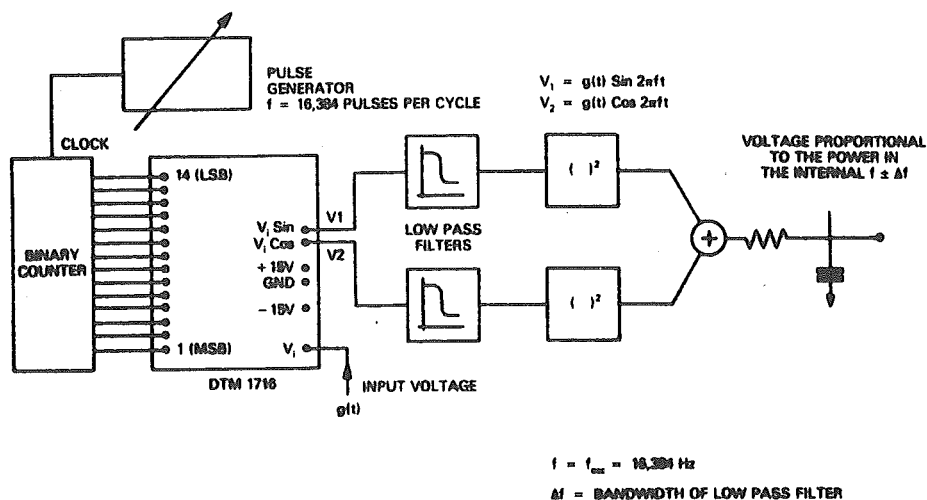 PULSE
GENERATOR
f = 16,384 PULSES PER CYCLE
CLOCK
BINARY
COUNTER
14 (LSB)
Vi Sin
Vi Cos
+ 15V
GND
- 15V
1 (MSB)
Vi
DTM 1716
V1
V2
INPUT VOLTAGE
g(t)
LOW PASS
FILTERS
V1 = g(t) Sin 2πft
V2 = g(t) Cos 2πft
( )²
( )²
+
VOLTAGE PROPORTIONAL
TO THE POWER IN
THE INTERNAL f ± Δf
f = = 16,384 Hz
Δf = BANDWIDTH OF LOW PASS FILTER